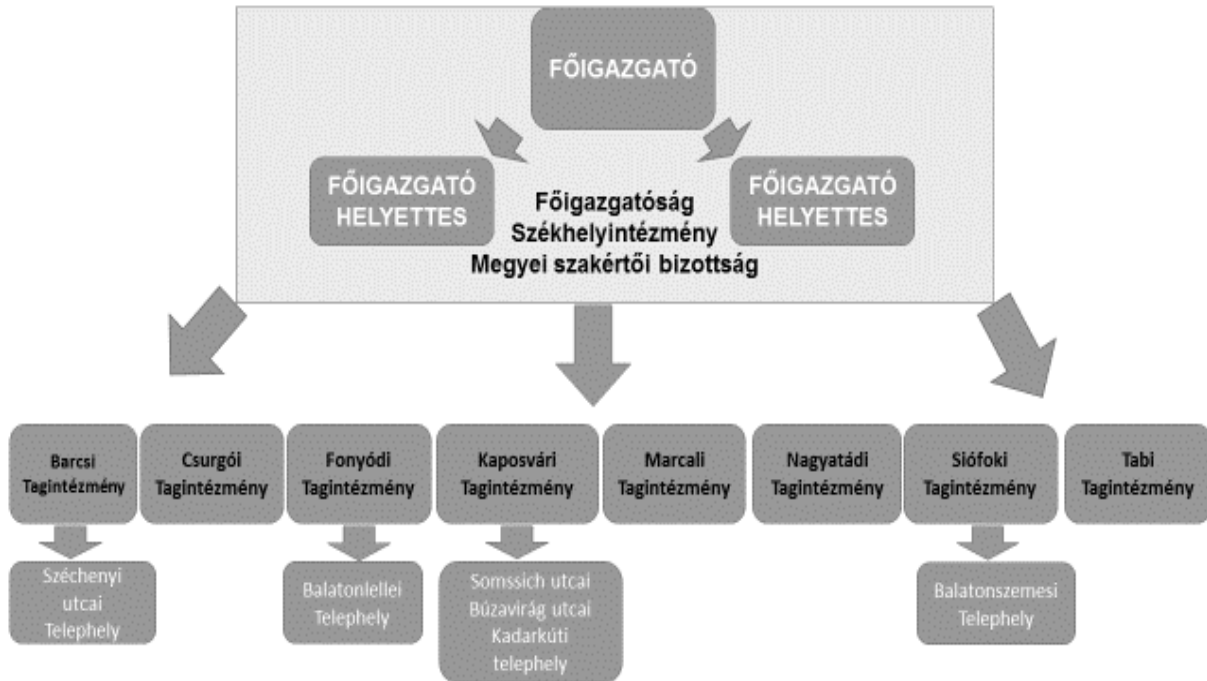 FŐIGAZGATÓ
FŐIGAZGATÓ
HELYETTES
FŐIGAZGATÓ
HELYETTES
Főigazgatóság
Székhelyintézmény
Megyei szakértői bizottság
Barcsi
Tagintézmény
Csurgói
Tagintézmény
Fonyódi
Tagintézmény
Kaposvári
Tagintézmény
Marcali
Tagintézmény
Nagyatádi
Tagintézmény
Siófoki
Tagintézmény
Tabi
Tagintézmény
Széchenyi
utcai
Telephely
Balatonlellei
Telephely
Somssich utcai
Búzavirág utcai
Kadarkúti
telephely
Balatonszemesi
Telephely